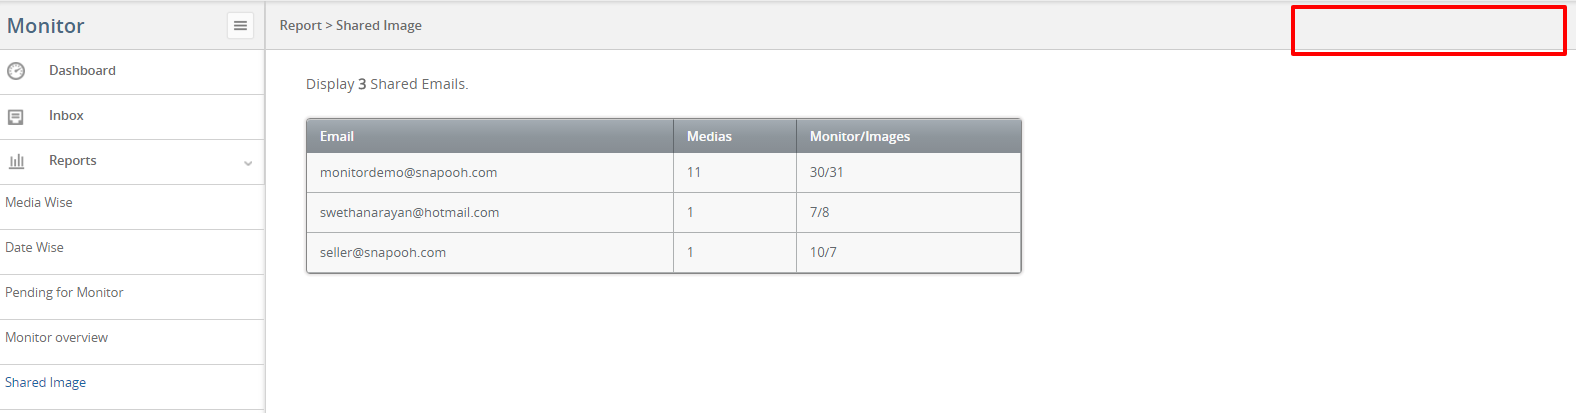 Monitor
Report > Shared Image
Dashboard
Inbox
Reports
Media Wise
Date Wise
Pending for Monitor
Monitor overview
Shared Image
Display 3 Shared Emails.
Email Medias Monitor/Images
monitordemo@snapooh.com 11 30/31
swethanarayan@hotmail.com 1 7/8
seller@snapooh.com 1 10/7